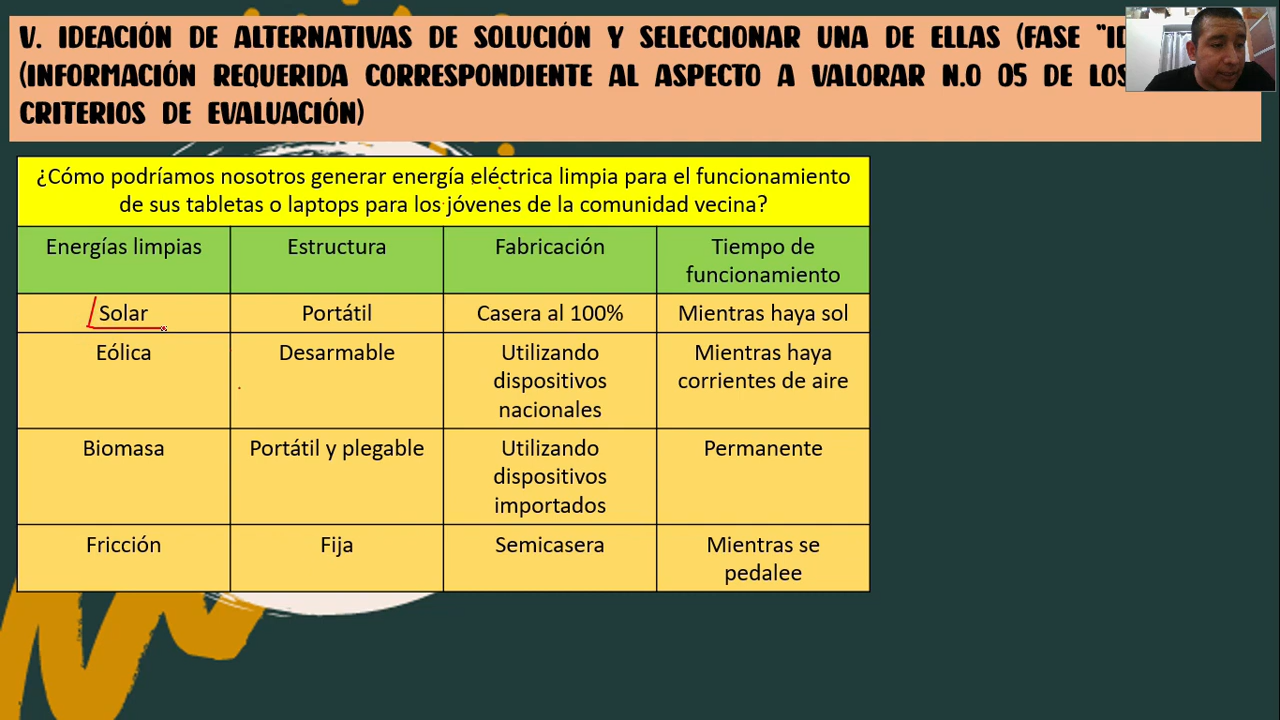 V. IDEACIÓN DE ALTERNATIVAS DE SOLUCIÓN Y SELECCIONAR UNA DE ELLAS (FASE "ID
(INFORMACIÓN REQUERIDA CORRESPONDIENTE AL ASPECTO A VALORAR N.O 05 DE LOS
CRITERIOS DE EVALUACIÓN)
¿Cómo podríamos nosotros generar energía eléctrica limpia para el funcionamiento
de sus tabletas o laptops para los jóvenes de la comunidad vecina?
Energías limpias
Estructura
Fabricación
Tiempo de
funcionamiento
Solar
Portátil
Casera al 100%
Mientras haya sol
Eólica
Desarmable
Utilizando
dispositivos
nacionales
Mientras haya
corrientes de aire
Biomasa
Portátil y plegable
Utilizando
dispositivos
importados
Permanente
Fricción
Fija
Semicasera
Mientras se
pedalee